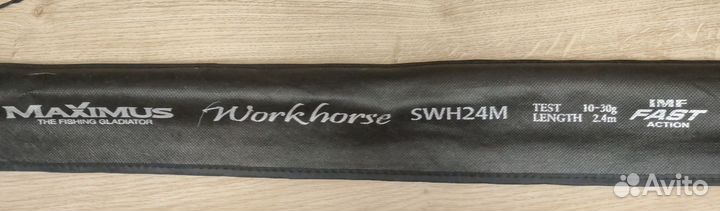 MAXIMUS
THE FISHING GLADIATOR
Workhorse
SWH24M
TEST 10-30g
LENGTH 2.4m
IMF
FAST
ACTION
Avito